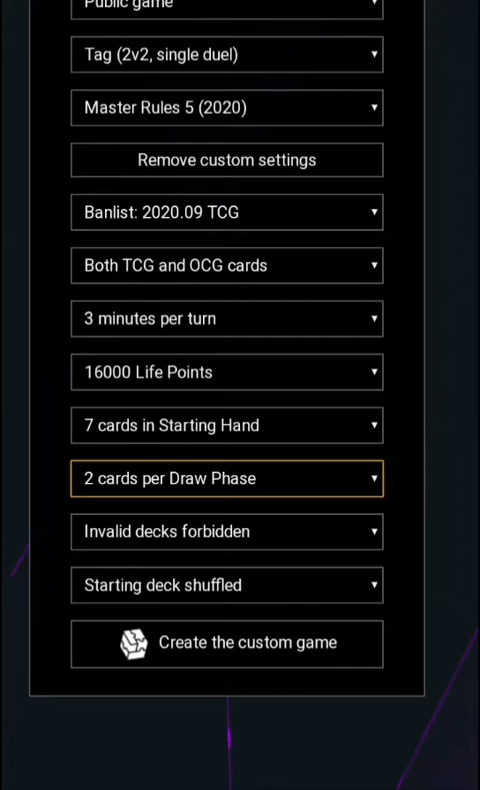 Public game
Tag (2v2, single duel)
Master Rules 5 (2020)
Remove custom settings
Banlist: 2020.09 TCG
Both TCG and OCG cards
3 minutes per turn
16000 Life Points
7 cards in Starting Hand
2 cards per Draw Phase
Invalid decks forbidden
Starting deck shuffled
Create the custom game